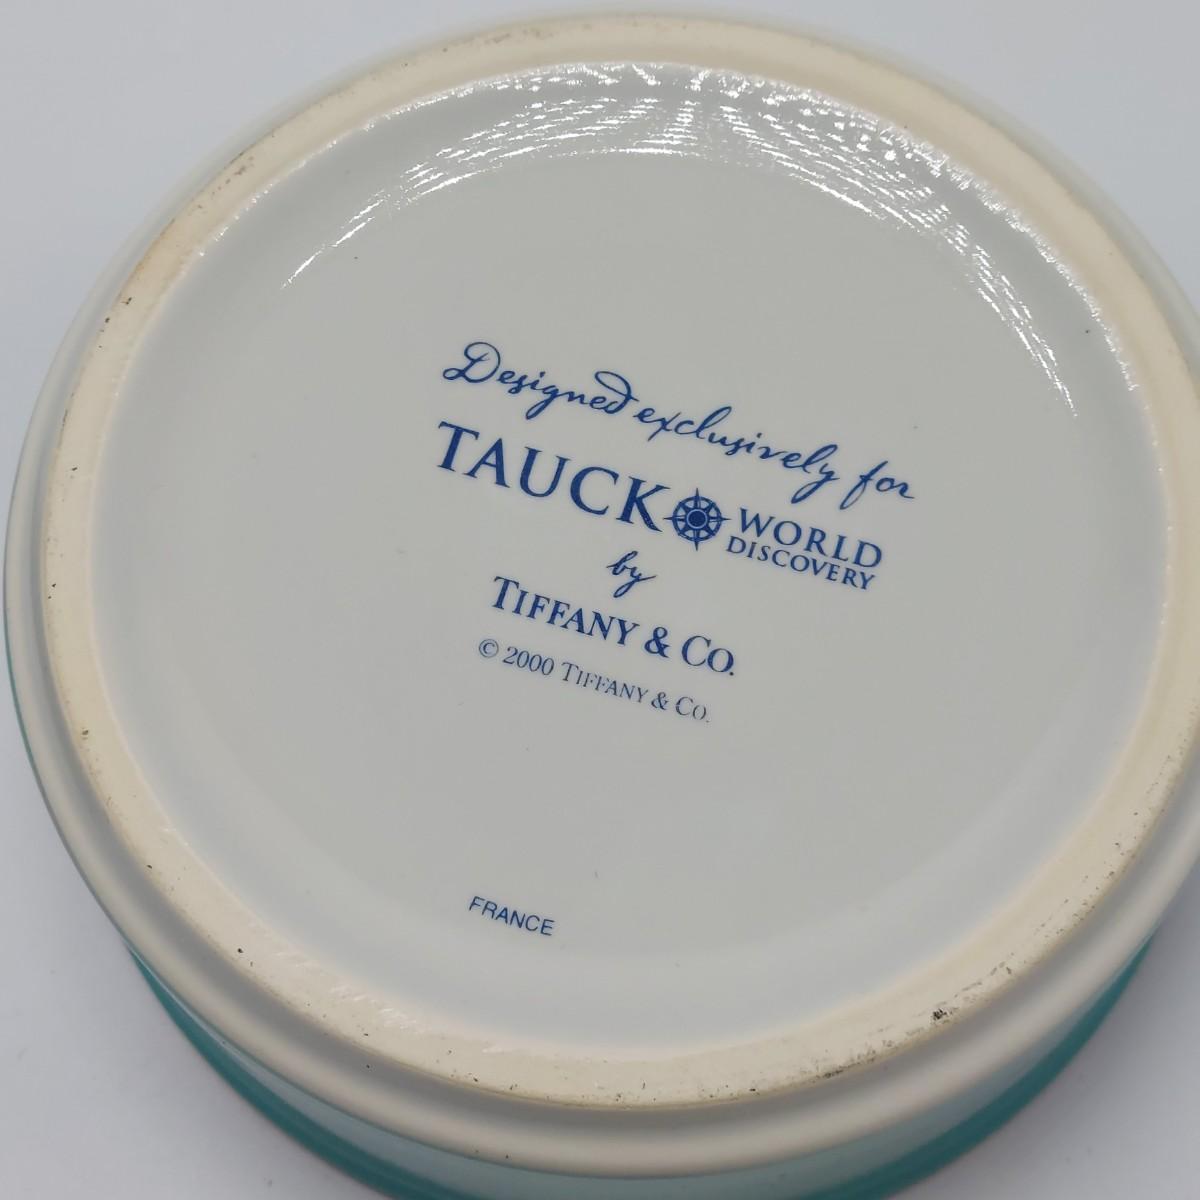 Designed exclusively for
TAUCK WORLD DISCOVERY
by
TIFFANY & CO.
© 2000 TIFFANY & CO.
FRANCE